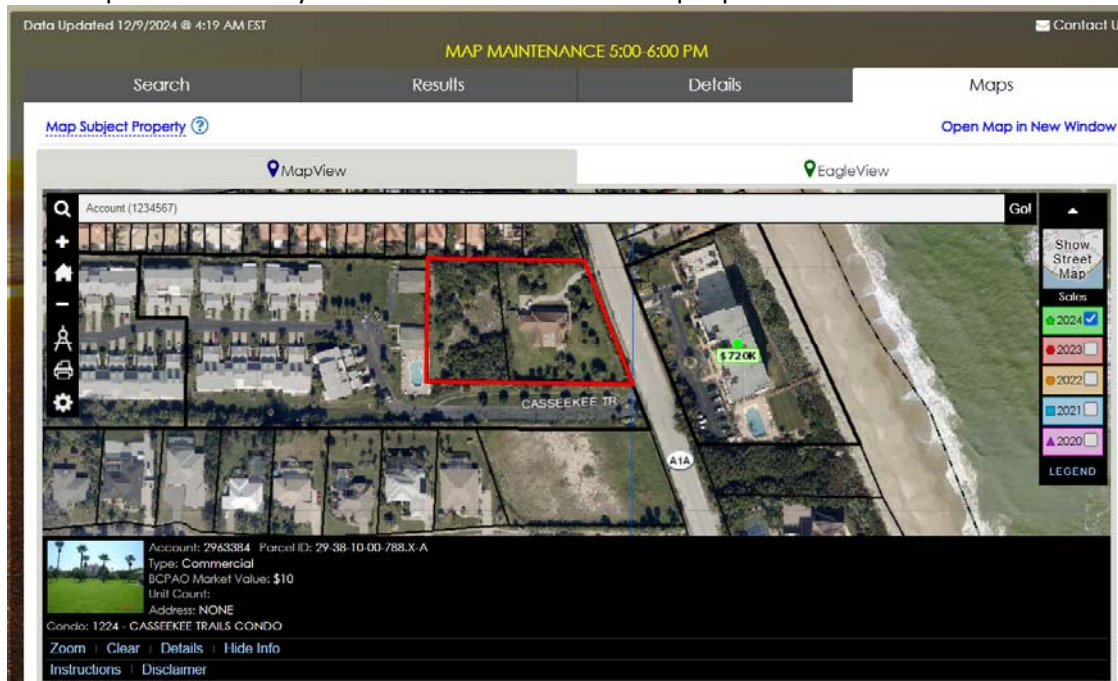 Data Updated 12/9/2024 @ 4:19 AM EST
Contact U
MAP MAINTENANCE 5:00-6:00 PM
Search Results Details Maps
Map Subject Property ? Open Map in New Window
MapView EagleView
Account (1234567) Go!
Show
Street
Map
Sales
2024
2023
2022
2021
2020
LEGEND
$720K
CASSEEKEE TR
A1A
Account: 2963384 Parcel ID: 29-38-10-00-788.X-A
Type: Commercial
BCPAO Market Value: $10
Unit Count:
Address: NONE
Condo: 1224 - CASSEEKEE TRAILS CONDO
Zoom | Clear | Details | Hide Info
Instructions | Disclaimer